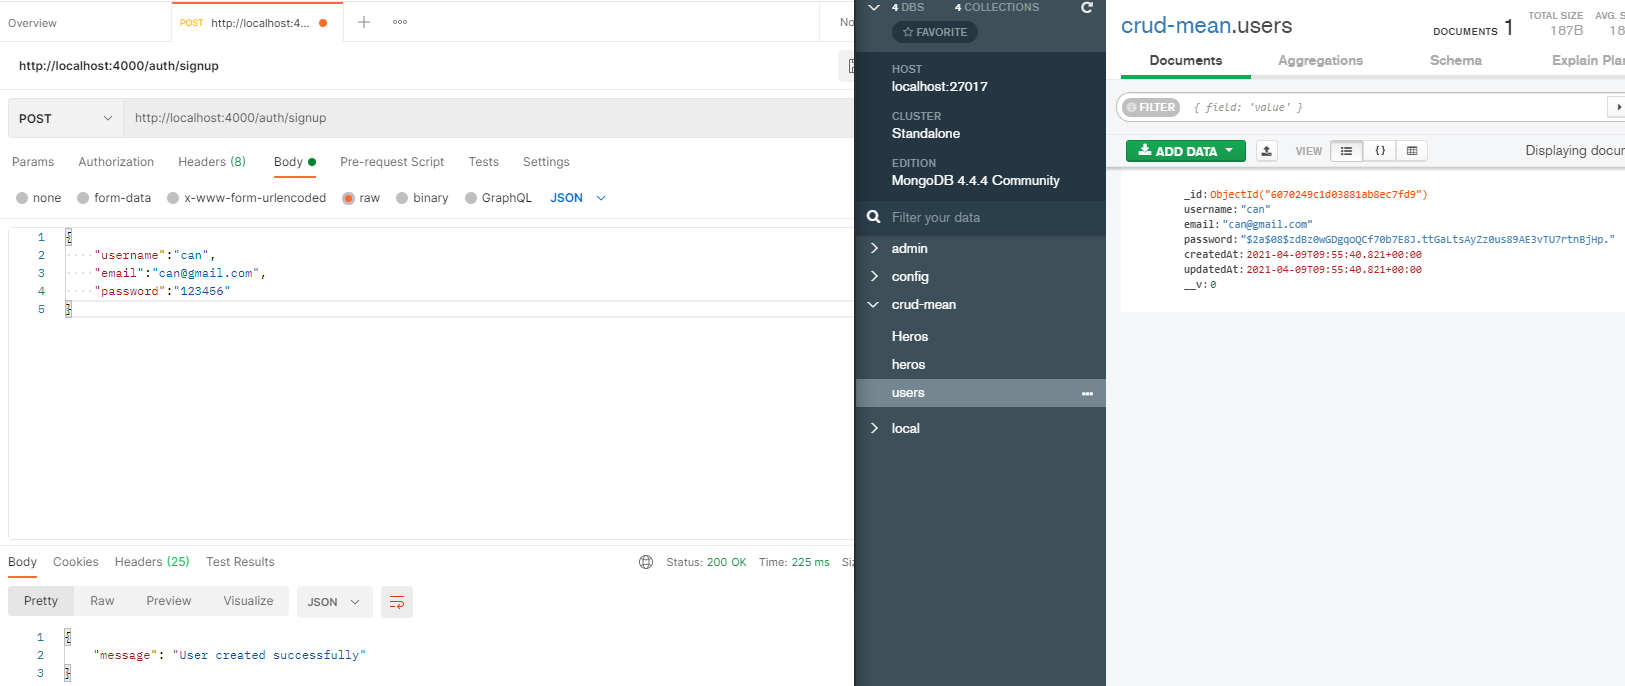 Overview
POST http://localhost:4...
No
http://localhost:4000/auth/signup
POST http://localhost:4000/auth/signup
Params Authorization Headers (8) Body Pre-request Script Tests Settings
none form-data x-www-form-urlencoded raw binary GraphQL JSON
1 {
2 ····"username":"can",
3 ····"email":"can@gmail.com",
4 ····"password":"123456"
5 }
Body Cookies Headers (25) Test Results Status: 200 OK Time: 225 ms Siz
Pretty Raw Preview Visualize JSON
1 {
2 "message": "User created successfully"
3 }
4 DBS 4 COLLECTIONS
FAVORITE
HOST
localhost:27017
CLUSTER
Standalone
EDITION
MongoDB 4.4.4 Community
Filter your data
admin
config
crud-mean
Heros
heros
users
local
crud-mean.users
DOCUMENTS 1 TOTAL SIZE 187B AVG. S 18
Documents Aggregations Schema Explain Plan
FILTER { field: 'value' }
ADD DATA VIEW { } Displaying docur
_id:ObjectId("6070249c1d03881ab8ec7fd9")
username:"can"
email:"can@gmail.com"
password:"$2a$08$zdBz0wGDgqoQCf70b7E8J.ttGaLtsAyZz0us89AE3vTU7rtnBjHp."
createdAt:2021-04-09T09:55:40.821+00:00
updatedAt:2021-04-09T09:55:40.821+00:00
__v:0